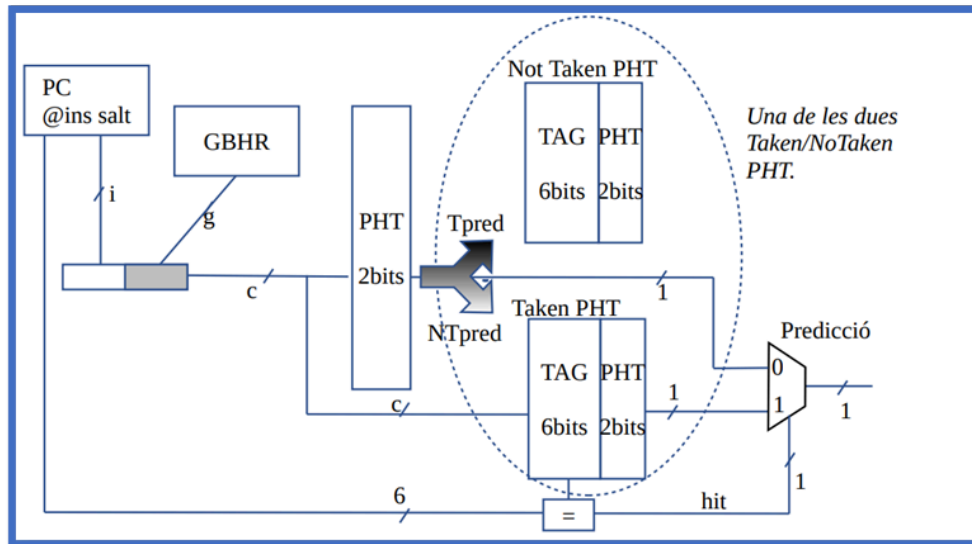 PC
@ins salt
GBHR
i
g
c
PHT
2bits
Tpred
NTpred
Not Taken PHT
TAG
6bits
PHT
2bits
Una de les dues
Taken/NoTaken
PHT.
1
Taken PHT
TAG
6bits
PHT
2bits
c
1
Predicció
0
1
1
1
6
=
hit